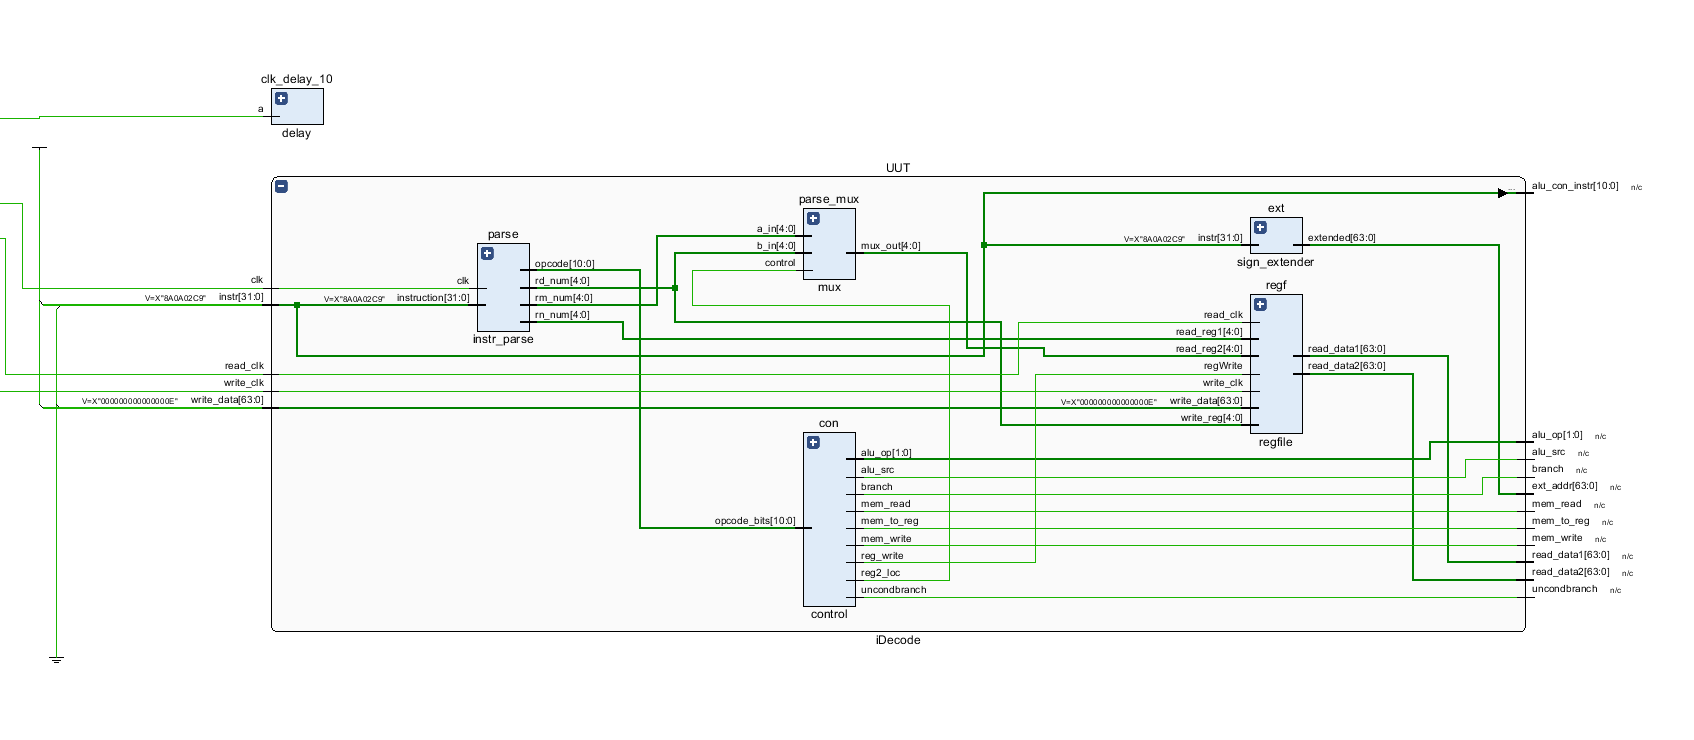 clk_delay_10
a
delay
UUT
alu_con_instr[10:0] n/c
parse_mux
a_in[4:0]
b_in[4:0]
control
mux_out[4:0]
mux
ext
V=X"8A0A02C9" instr[31:0]
extended[63:0]
sign_extender
parse
clk
V=X"8A0A02C9" instruction[31:0]
opcode[10:0]
rd_num[4:0]
rm_num[4:0]
rn_num[4:0]
instr_parse
clk
V=X"8A0A02C9" instr[31:0]
read_clk
write_clk
V=X"000000000000000E" write_data[63:0]
regf
read_clk
read_reg1[4:0]
read_reg2[4:0]
regWrite
write_clk
V=X"000000000000000E" write_data[63:0]
write_reg[4:0]
read_data1[63:0]
read_data2[63:0]
regfile
con
opcode_bits[10:0]
alu_op[1:0]
alu_src
branch
mem_read
mem_to_reg
mem_write
reg_write
reg2_loc
uncondbranch
control
alu_op[1:0] n/c
alu_src n/c
branch n/c
ext_addr[63:0] n/c
mem_read n/c
mem_to_reg n/c
mem_write n/c
read_data1[63:0] n/c
read_data2[63:0] n/c
uncondbranch n/c
iDecode